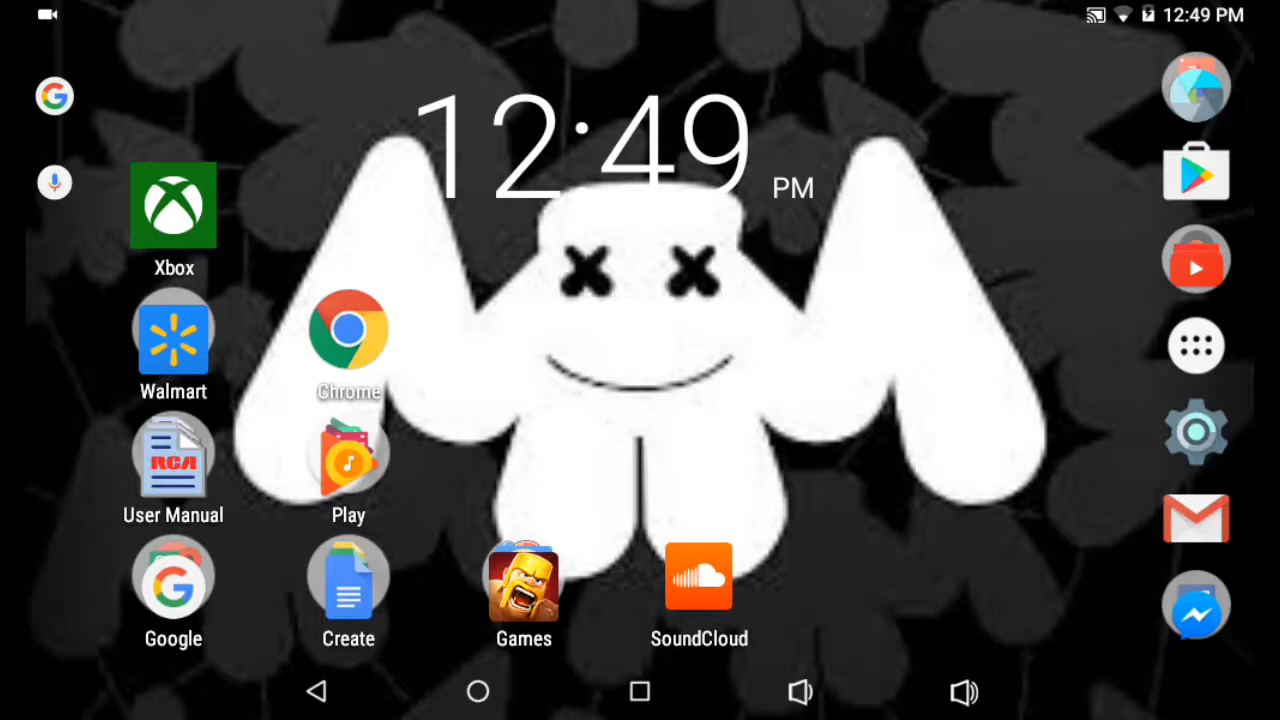 12:49 PM
12:49 PM
Xbox
Walmart
Chrome
RCA
User Manual
Play
Google
Create
Games
SoundCloud